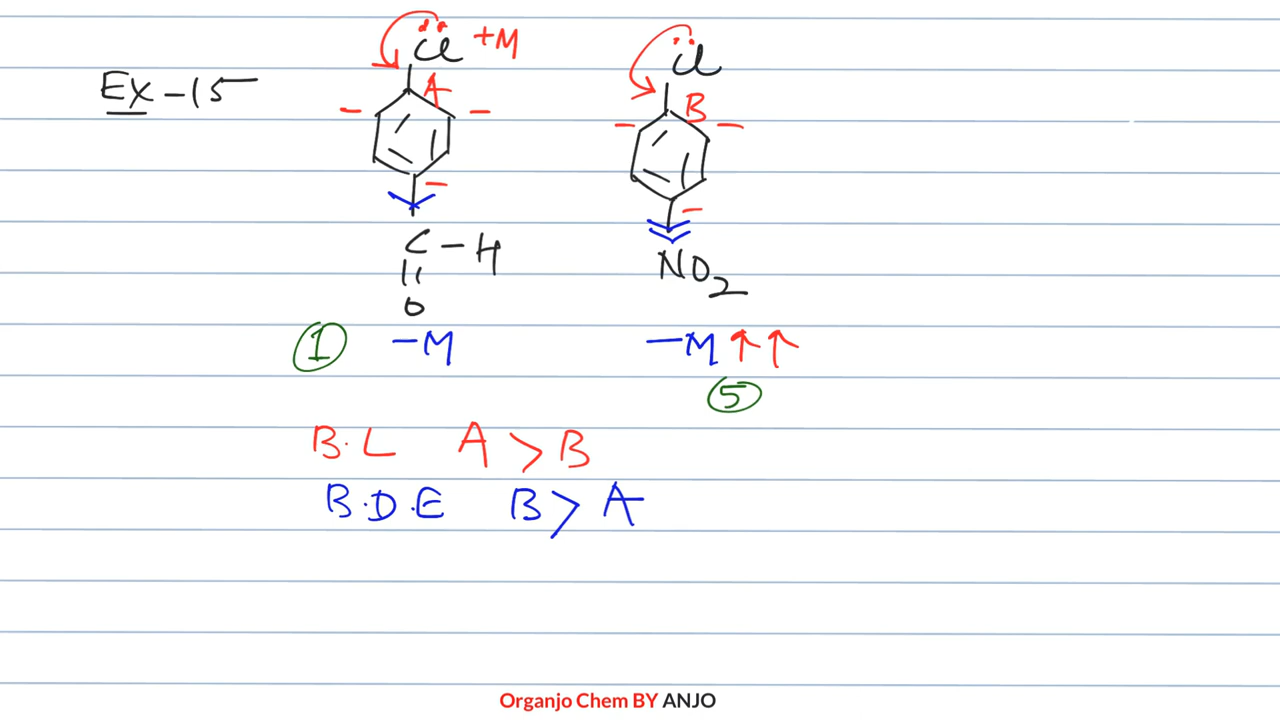 EX-15
Cl +M
A
Cl
B
C-H
O
NO2
① -M
-M ↑↑
⑤
B.L A > B
B.D.E B > A
Organjo Chem BY ANJO